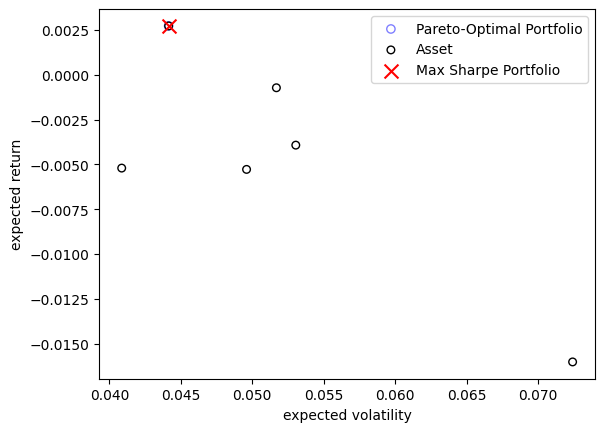 0.0025
0.0000
−0.0025
−0.0050
−0.0075
−0.0100
−0.0125
−0.0150
expected return
Pareto-Optimal Portfolio
Asset
Max Sharpe Portfolio
0.040 0.045 0.050 0.055 0.060 0.065 0.070
expected volatility